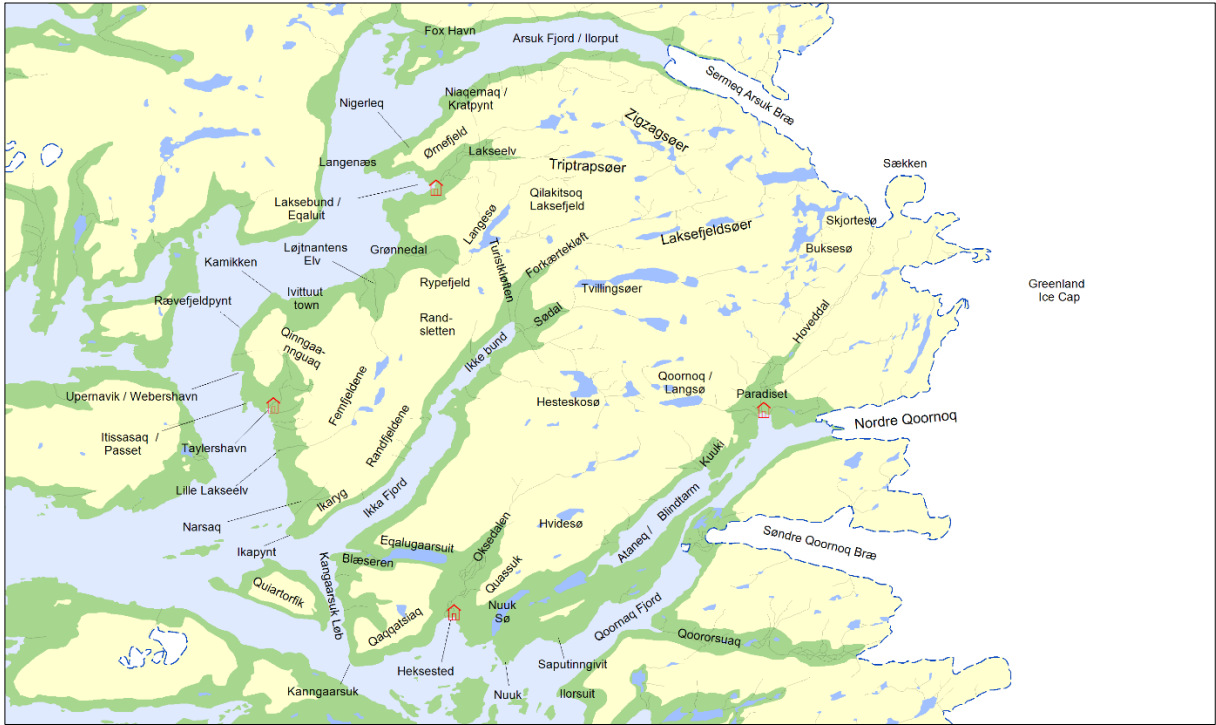 Fox Havn
Arsuk Fjord / Ilorput
Sermeq Arsuk Bræ
Niaqernaq /
Kratpynt
Nigerleq
Zigzagsøer
Ørnefjeld
Lakseelv
Langenæs
Triptrapsøer
Sækken
Laksebund /
Eqaluit
Qilakitsoq
Laksefjeld
Langesø
Skjortesø
Laksefjeldsøer
Løjtnantens
Elv
Grønnedal
Turistkløften
Forkærtekløft
Buksesø
Kamikken
Ivittuut
town
Rypefjeld
Tvillingsøer
Greenland
Ice Cap
Rævefjeldpynt
Rand-
sletten
Sødal
Hoveddal
Qinngaa-
nnguaq
Ikke bund
Upernavik / Webershavn
Femfjeldene
Qoornoq /
Langsø
Paradiset
Hesteskosø
Nordre Qoornoq
Itissasaq /
Passet
Taylershavn
Randfjeldene
Kuuki
Lille Lakseelv
Ikaryg
Ikka Fjord
Ataneq /
Blindtarm
Narsaq
Hvidesø
Søndre Qoornoq Bræ
Ikapynt
Eqalugaarsuit
Oksedalen
Blæseren
Kangaarsuk Løb
Quassuk
Quiartorfik
Nuuk
Sø
Qoornaq Fjord
Qaqqatsiaq
Qoororsuaq
Heksested
Saputinngivit
Kanngaarsuk
Nuuk
Ilorsuit